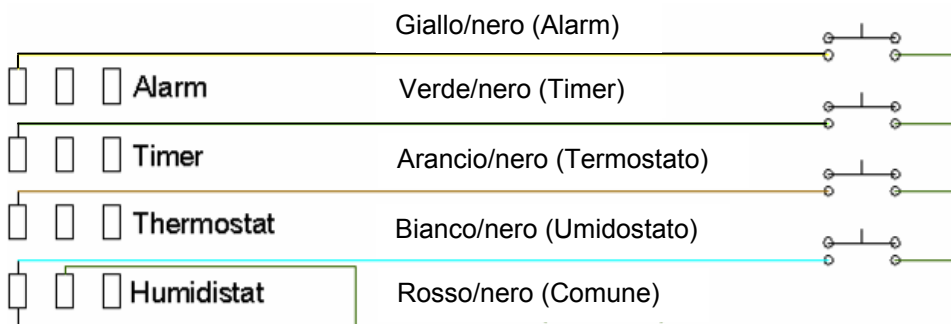 Giallo/nero (Alarm)
Alarm
Verde/nero (Timer)
Timer
Arancio/nero (Termostato)
Thermostat
Bianco/nero (Umidostato)
Humidistat
Rosso/nero (Comune)